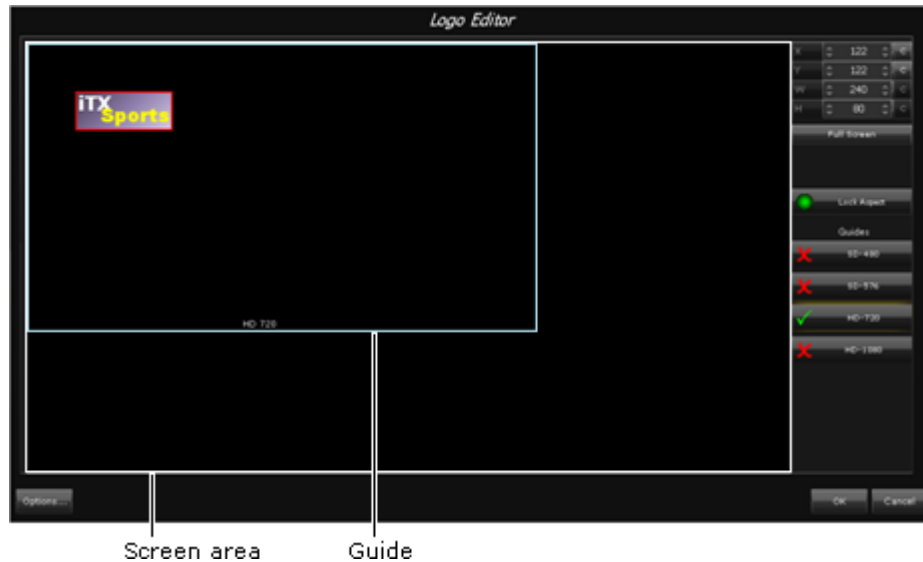 Logo Editor
X 122 C
Y 122 C
W 240 C
H 80 C
Full Screen
iTX
Sports
Lock Aspect
Guides
SD-480
SD-576
HD-720
HD 720
HD-1080
Options...
OK Cancel
Screen area Guide